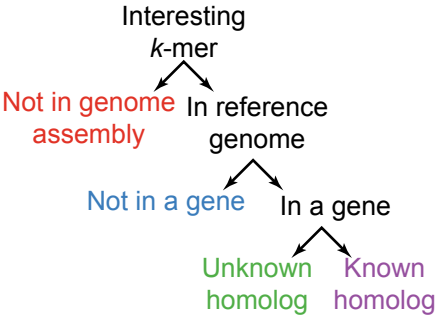 Interesting
k-mer
Not in genome
assembly
In reference
genome
Not in a gene
In a gene
Unknown
homolog
Known
homolog